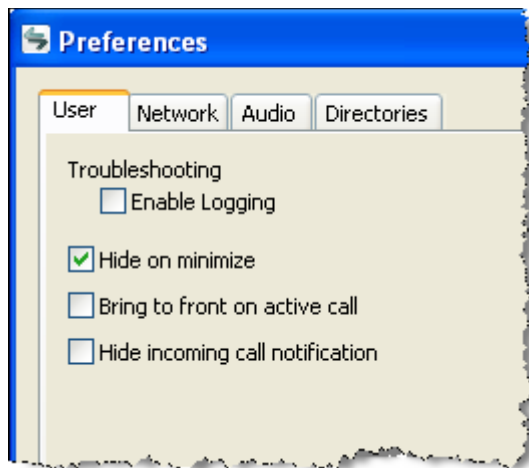 Preferences
User Network Audio Directories
Troubleshooting
Enable Logging
Hide on minimize
Bring to front on active call
Hide incoming call notification